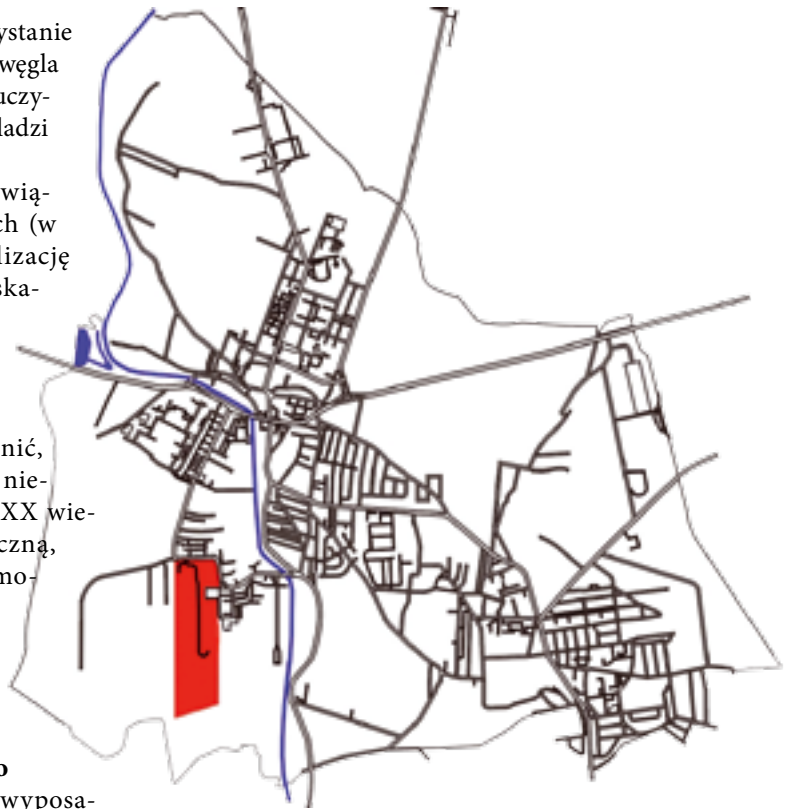 ystanie
węgla
uczy-
ladzi
wią-
ch (w
lizację
ska-
nić,
nie-
XX wie-
czną,
mo-
o
wyposa-